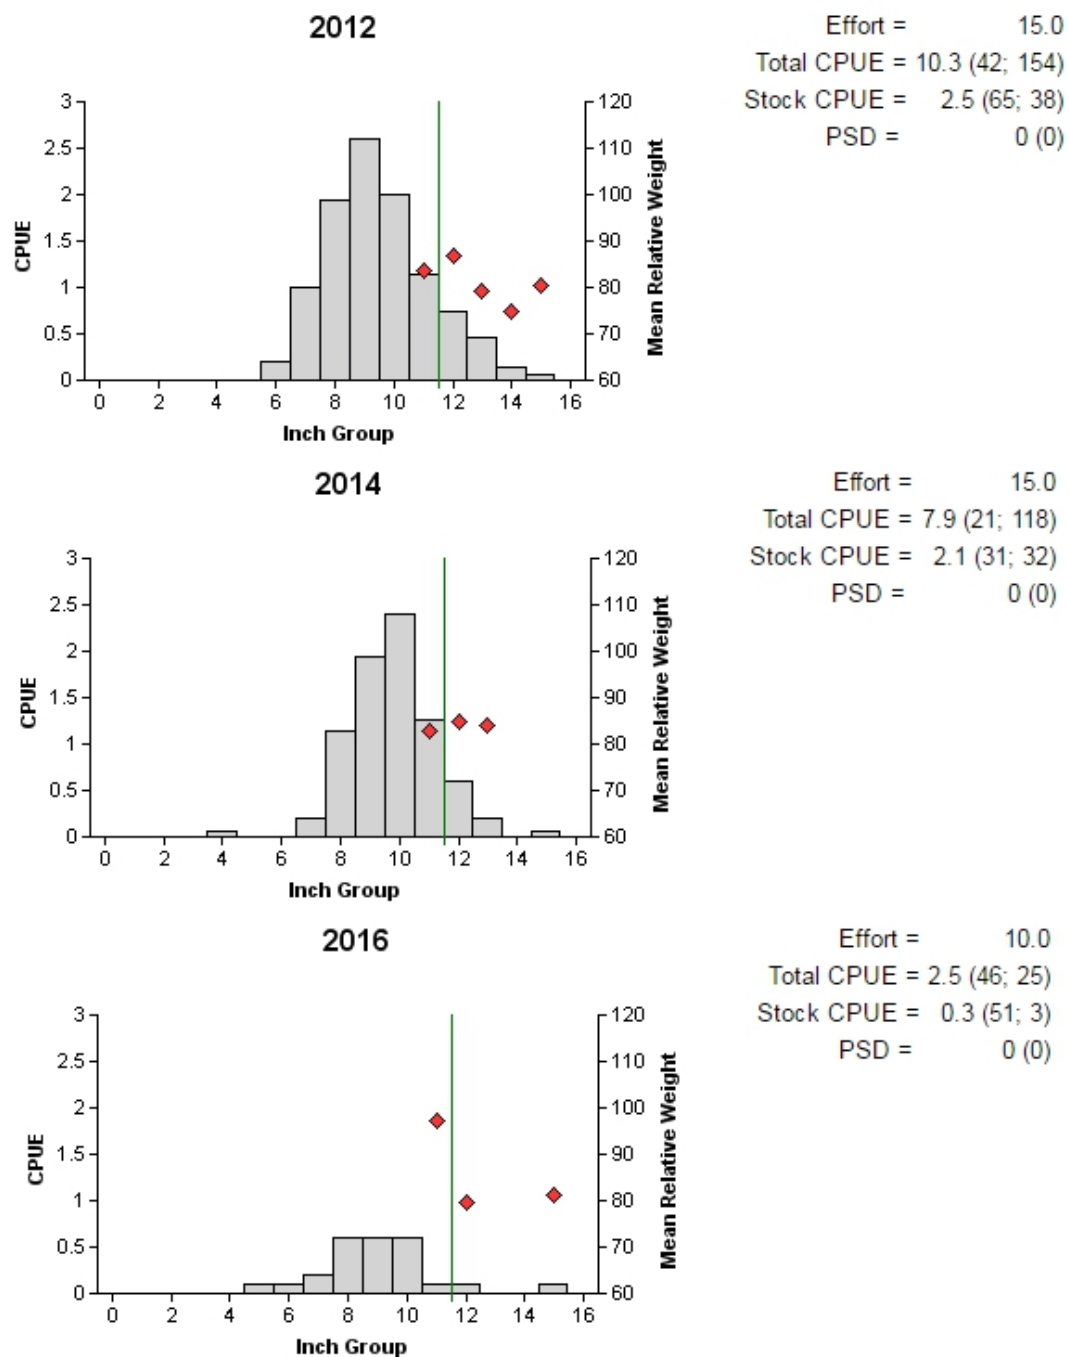 2012
Effort = 15.0
Total CPUE = 10.3 (42; 154)
Stock CPUE = 2.5 (65; 38)
PSD = 0 (0)
3
2.5
2
1.5
1
0.5
0
CPUE
120
110
100
90
80
70
60
Mean Relative Weight
0 2 4 6 8 10 12 14 16
Inch Group
2014
Effort = 15.0
Total CPUE = 7.9 (21; 118)
Stock CPUE = 2.1 (31; 32)
PSD = 0 (0)
3
2.5
2
1.5
1
0.5
0
CPUE
120
110
100
90
80
70
60
Mean Relative Weight
0 2 4 6 8 10 12 14 16
Inch Group
2016
Effort = 10.0
Total CPUE = 2.5 (46; 25)
Stock CPUE = 0.3 (51; 3)
PSD = 0 (0)
3
2.5
2
1.5
1
0.5
0
CPUE
120
110
100
90
80
70
60
Mean Relative Weight
0 2 4 6 8 10 12 14 16
Inch Group